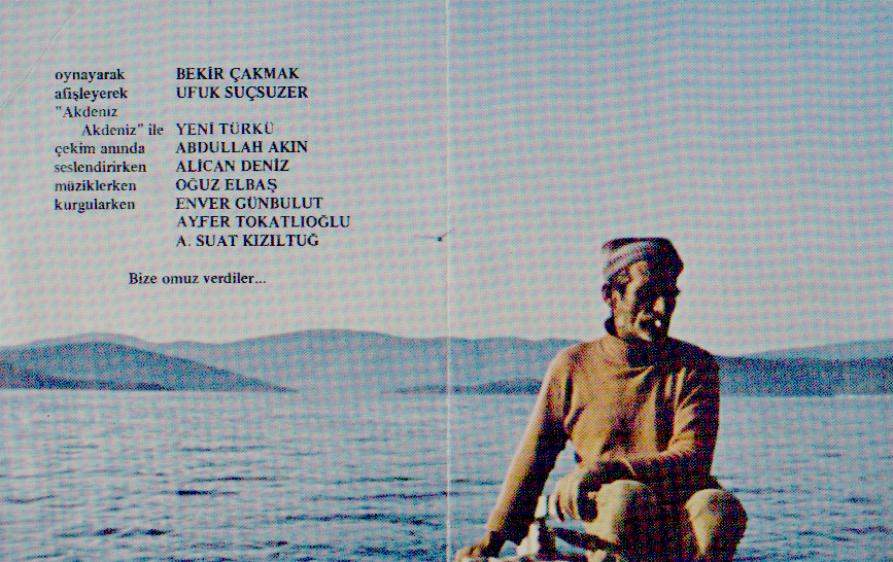 oynayarak BEKİR ÇAKMAK
afişleyerek UFUK SUÇSUZER
"Akdeniz
Akdeniz" ile YENİ TÜRKÜ
çekim anında ABDULLAH AKIN
seslendirirken ALİCAN DENİZ
müziklerken OĞUZ ELBAŞ
kurgularken ENVER GÜNBULUT
AYFER TOKATLIOĞLU
A. SUAT KIZILTUĞ
Bize omuz verdiler...